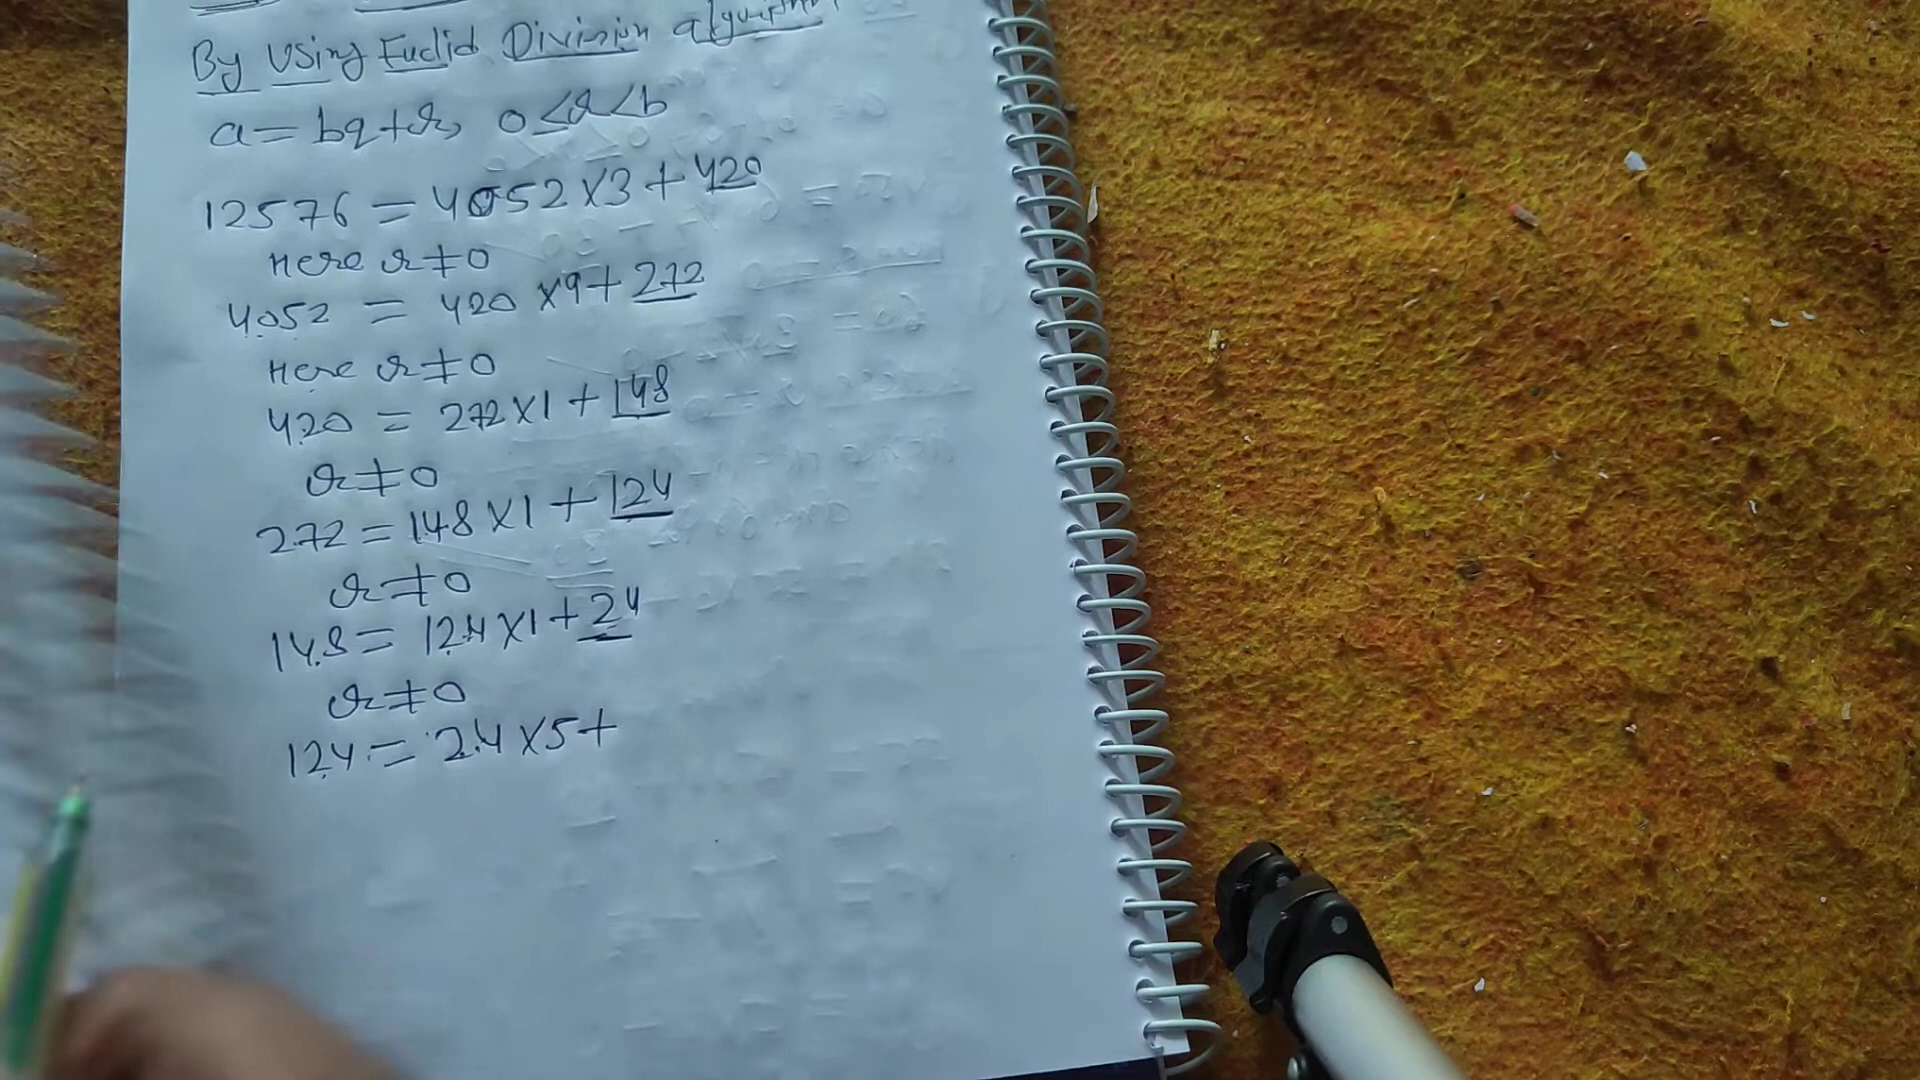 By Using Euclid Division algorithm
a = bq + r, 0 ≤ r < b
12576 = 4052 × 3 + 420
Here r ≠ 0
4052 = 420 × 9 + 272
Here r ≠ 0
420 = 272 × 1 + 148
r ≠ 0
272 = 148 × 1 + 124
r ≠ 0
148 = 124 × 1 + 24
r ≠ 0
124 = 24 × 5 +